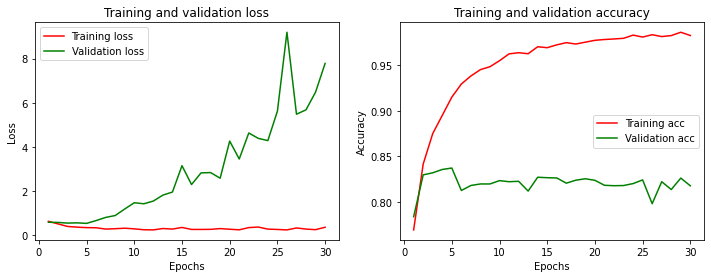 Training and validation loss
Training loss
Validation loss
Loss
8
6
4
2
0
0 5 10 15 20 25 30
Epochs
Training and validation accuracy
Training acc
Validation acc
Accuracy
0.95
0.90
0.85
0.80
0 5 10 15 20 25 30
Epochs